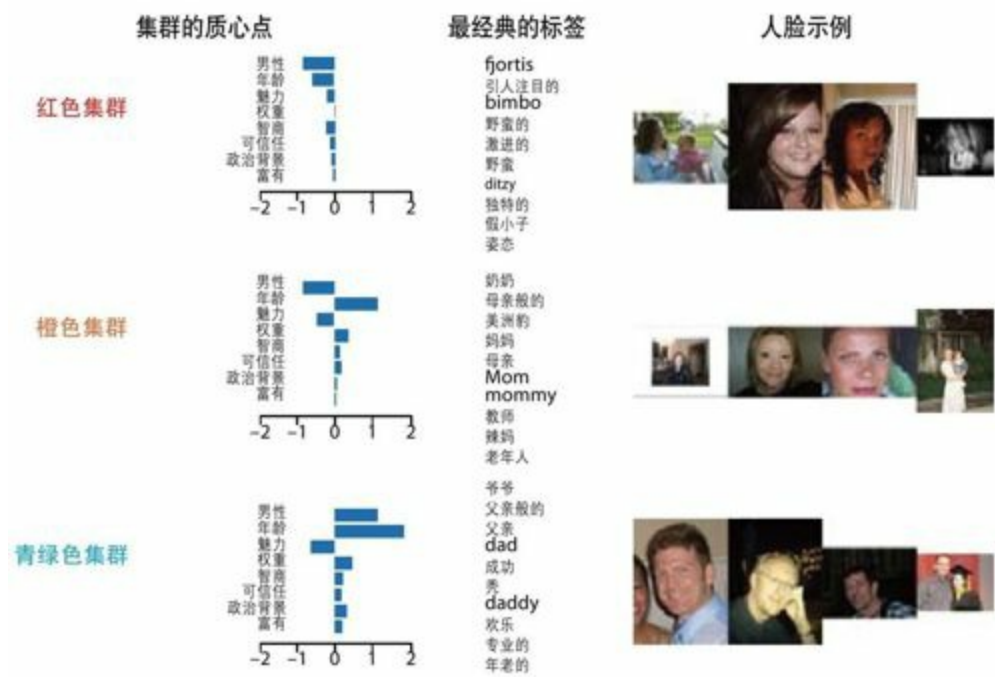 集群的质心点
最经典的标签
人脸示例
红色集群
男性
年龄
魅力
权重
智商
可信任
政治背景
富有
−2 −1 0 1 2
fjortis
引人注目的
bimbo
野蛮的
激进的
野蛮
ditzy
独特的
假小子
姿态
橙色集群
男性
年龄
魅力
权重
智商
可信任
政治背景
富有
−2 −1 0 1 2
奶奶
母亲般的
美洲豹
妈妈
母亲
Mom
mommy
教师
辣妈
老年人
青绿色集群
男性
年龄
魅力
权重
智商
可信任
政治背景
富有
−2 −1 0 1 2
爷爷
父亲般的
父亲
dad
成功
秃
daddy
欢乐
专业的
年老的